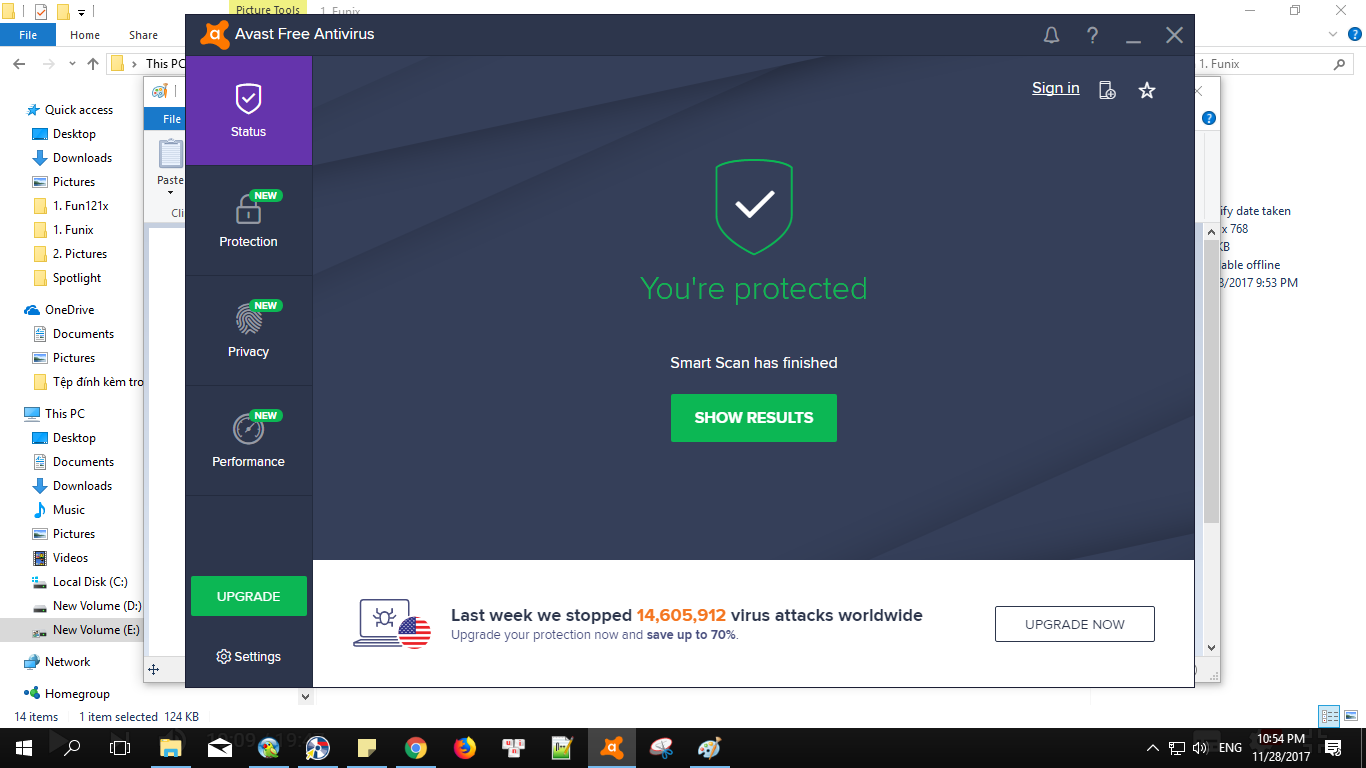 Picture Tools
1. Funix
File
Home
Share
This PC
1. Funix
Quick access
Desktop
Downloads
Pictures
1. Fun121x
1. Funix
2. Pictures
Spotlight
OneDrive
Documents
Pictures
Tệp đính kèm tro
This PC
Desktop
Documents
Downloads
Music
Pictures
Videos
Local Disk (C:)
New Volume (D:)
New Volume (E:)
Network
Homegroup
14 items
1 item selected 124 KB
File
Paste
Cli
Avast Free Antivirus
Sign in
Status
NEW
Protection
NEW
Privacy
NEW
Performance
UPGRADE
Settings
You're protected
Smart Scan has finished
SHOW RESULTS
Last week we stopped 14,605,912 virus attacks worldwide
Upgrade your protection now and save up to 70%.
UPGRADE NOW
ify date taken
x 768
KB
able offline
8/2017 9:53 PM
ENG
10:54 PM
11/28/2017